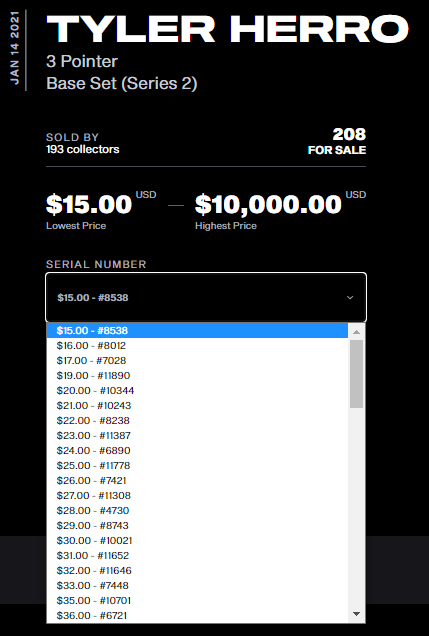 JAN 14 2021
TYLER HERRO
3 Pointer
Base Set (Series 2)
SOLD BY
193 collectors
208
FOR SALE
$15.00 USD — $10,000.00 USD
Lowest Price
Highest Price
SERIAL NUMBER
$15.00 - #8538
$15.00 - #8538
$16.00 - #8012
$17.00 - #7028
$19.00 - #11890
$20.00 - #10344
$21.00 - #10243
$22.00 - #8238
$23.00 - #11387
$24.00 - #6890
$25.00 - #11778
$26.00 - #7421
$27.00 - #11308
$28.00 - #4730
$29.00 - #8743
$30.00 - #10021
$31.00 - #11652
$32.00 - #11646
$33.00 - #7448
$35.00 - #10701
$36.00 - #6721